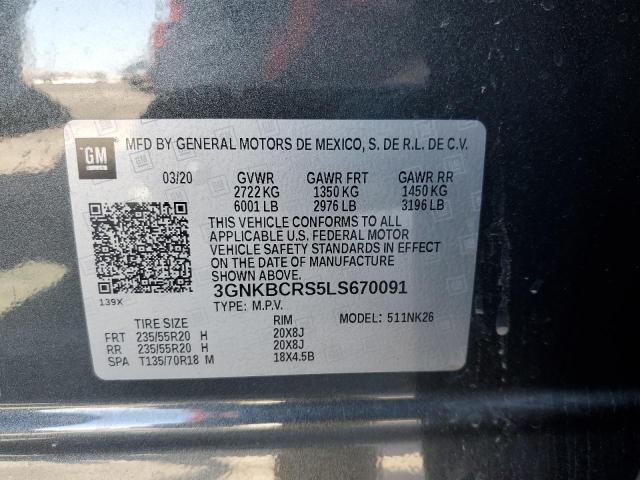 GM MFD BY GENERAL MOTORS DE MEXICO, S. DE R.L. DE C.V.
03/20 GVWR GAWR FRT GAWR RR
2722 KG 1350 KG 1450 KG
6001 LB 2976 LB 3196 LB
THIS VEHICLE CONFORMS TO ALL
APPLICABLE U.S. FEDERAL MOTOR
VEHICLE SAFETY STANDARDS IN EFFECT
ON THE DATE OF MANUFACTURE
SHOWN ABOVE.
139X
3GNKBCRS5LS670091
TYPE: M.P.V.
TIRE SIZE RIM MODEL: 511NK26
FRT 235/55R20 H 20X8J
RR 235/55R20 H 20X8J
SPA T135/70R18 M 18X4.5B